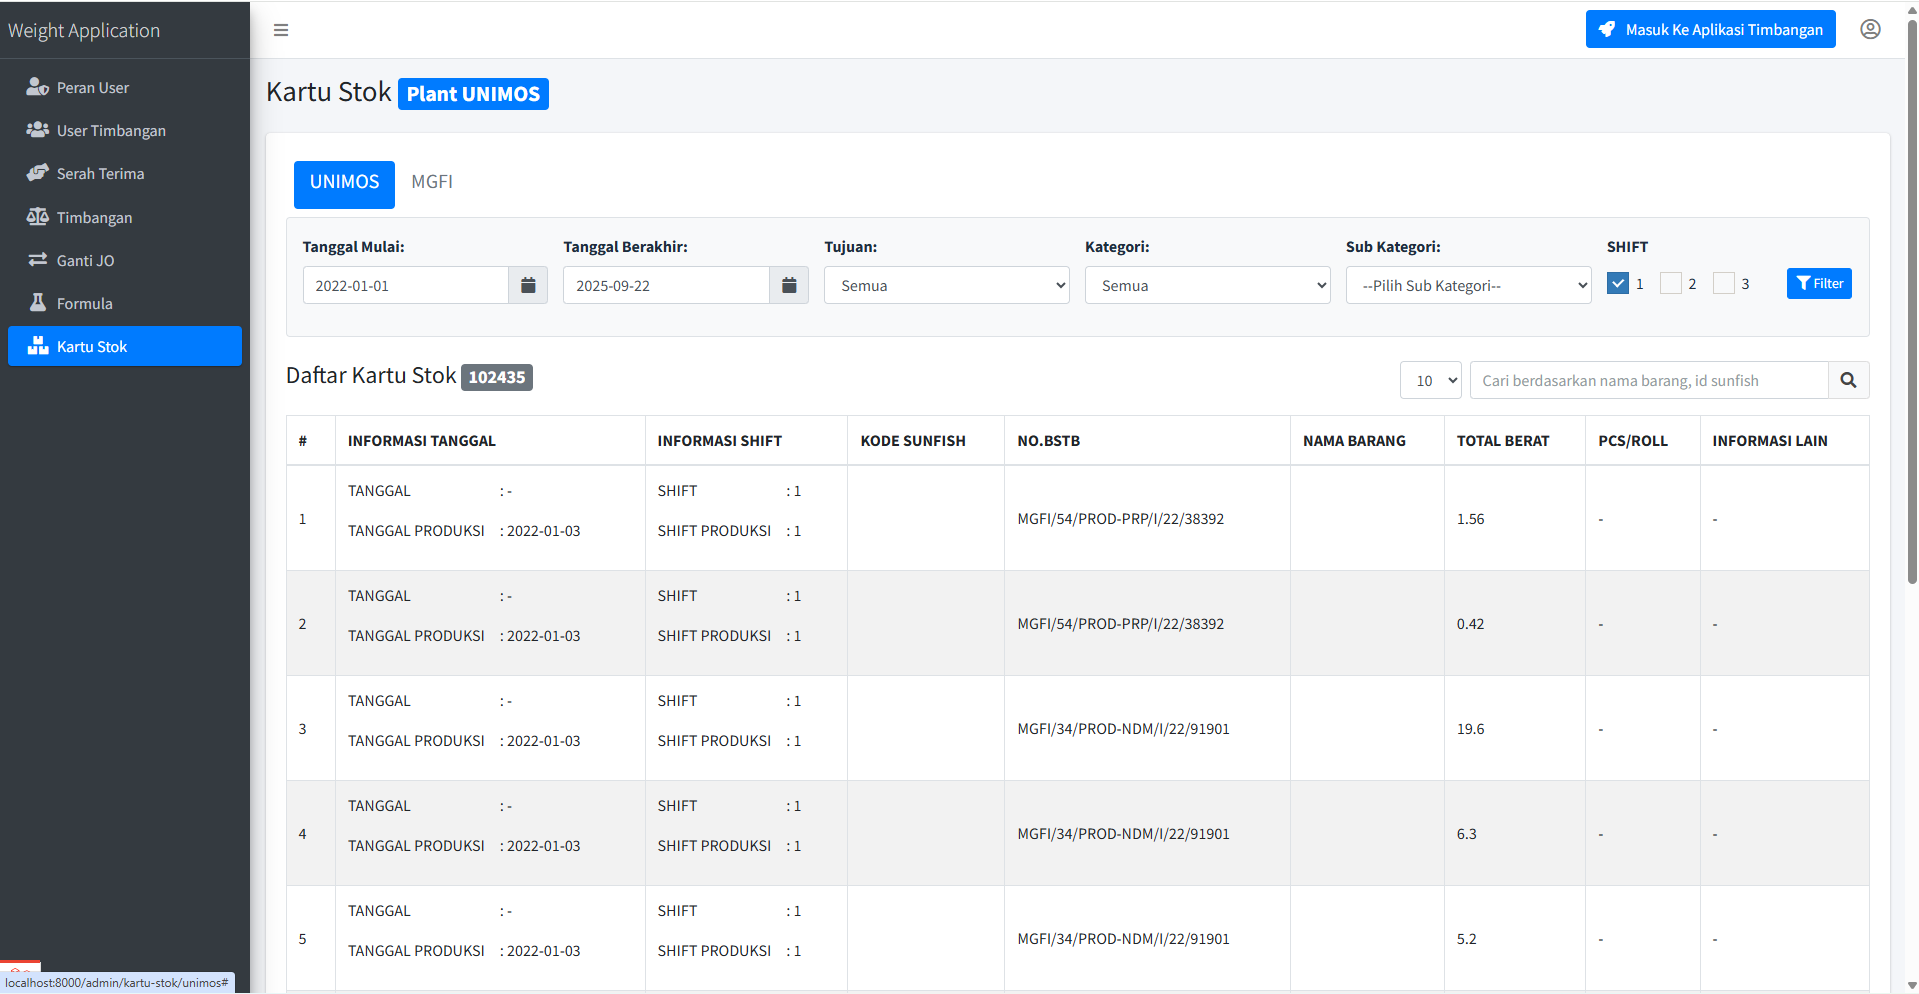 Weight Application
Masuk Ke Aplikasi Timbangan
Peran User
User Timbangan
Serah Terima
Timbangan
Ganti JO
Formula
Kartu Stok
Kartu Stok Plant UNIMOS
UNIMOS MGFI
Tanggal Mulai: Tanggal Berakhir: Tujuan: Kategori: Sub Kategori: SHIFT
2022-01-01 2025-09-22 Semua Semua --Pilih Sub Kategori-- 1 2 3 Filter
Daftar Kartu Stok 102435 10 Cari berdasarkan nama barang, id sunfish
# INFORMASI TANGGAL INFORMASI SHIFT KODE SUNFISH NO.BSTB NAMA BARANG TOTAL BERAT PCS/ROLL INFORMASI LAIN
TANGGAL : - SHIFT : 1
1 MGFI/54/PROD-PRP/I/22/38392 1.56 - -
TANGGAL PRODUKSI : 2022-01-03 SHIFT PRODUKSI : 1
TANGGAL : - SHIFT : 1
2 MGFI/54/PROD-PRP/I/22/38392 0.42 - -
TANGGAL PRODUKSI : 2022-01-03 SHIFT PRODUKSI : 1
TANGGAL : - SHIFT : 1
3 MGFI/34/PROD-NDM/I/22/91901 19.6 - -
TANGGAL PRODUKSI : 2022-01-03 SHIFT PRODUKSI : 1
TANGGAL : - SHIFT : 1
4 MGFI/34/PROD-NDM/I/22/91901 6.3 - -
TANGGAL PRODUKSI : 2022-01-03 SHIFT PRODUKSI : 1
TANGGAL : - SHIFT : 1
5 MGFI/34/PROD-NDM/I/22/91901 5.2 - -
TANGGAL PRODUKSI : 2022-01-03 SHIFT PRODUKSI : 1
localhost:8000/admin/kartu-stok/unimos#